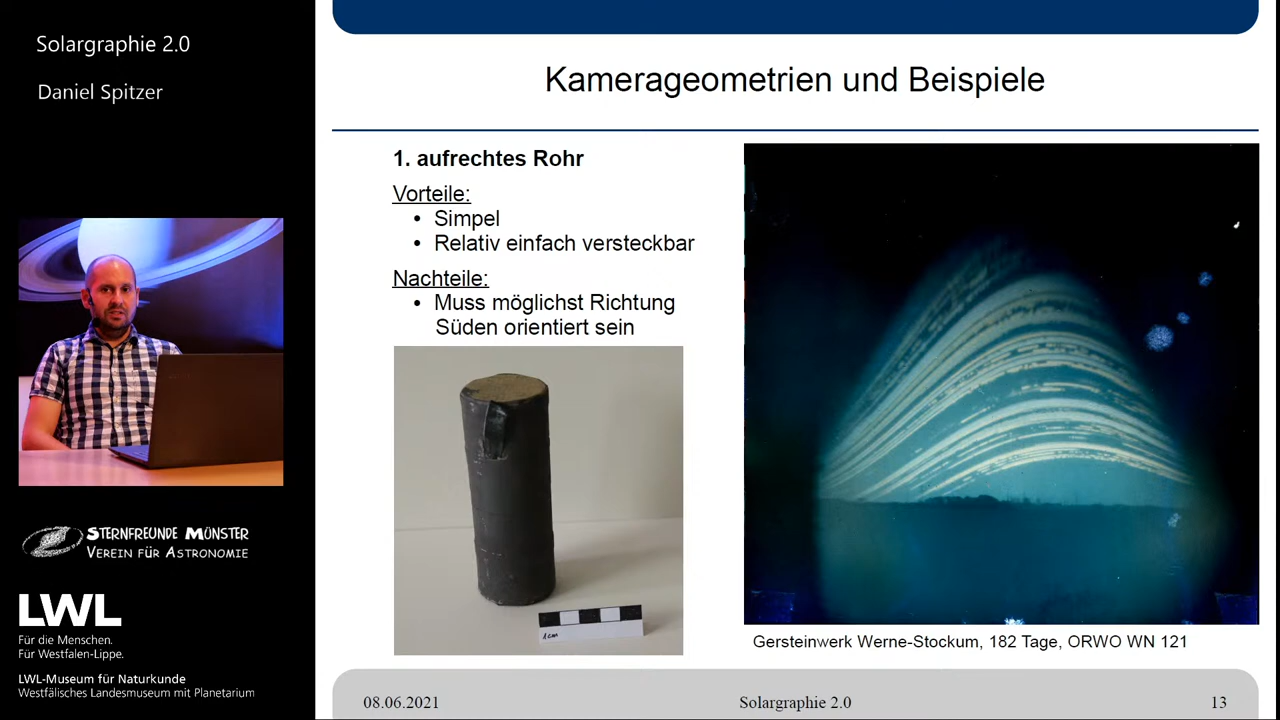 Solargraphie 2.0
Daniel Spitzer
STERNFREUNDE MÜNSTER
VEREIN FÜR ASTRONOMIE
LWL
Für die Menschen.
Für Westfalen-Lippe.
LWL-Museum für Naturkunde
Westfälisches Landesmuseum mit Planetarium
Kamerageometrien und Beispiele
1. aufrechtes Rohr
Vorteile:
• Simpel
• Relativ einfach versteckbar
Nachteile:
• Muss möglichst Richtung
Süden orientiert sein
1 cm
Gersteinwerk Werne-Stockum, 182 Tage, ORWO WN 121
08.06.2021
Solargraphie 2.0
13